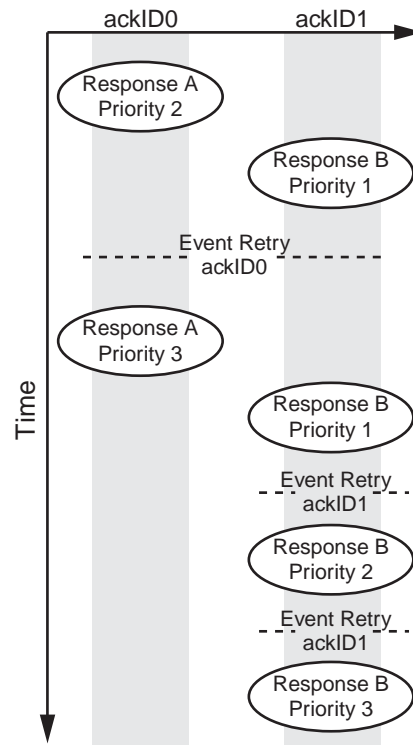 ackID0
ackID1
Response A
Priority 2
Response B
Priority 1
Event Retry
ackID0
Response A
Priority 3
Response B
Priority 1
Event Retry
ackID1
Response B
Priority 2
Event Retry
ackID1
Response B
Priority 3
Time